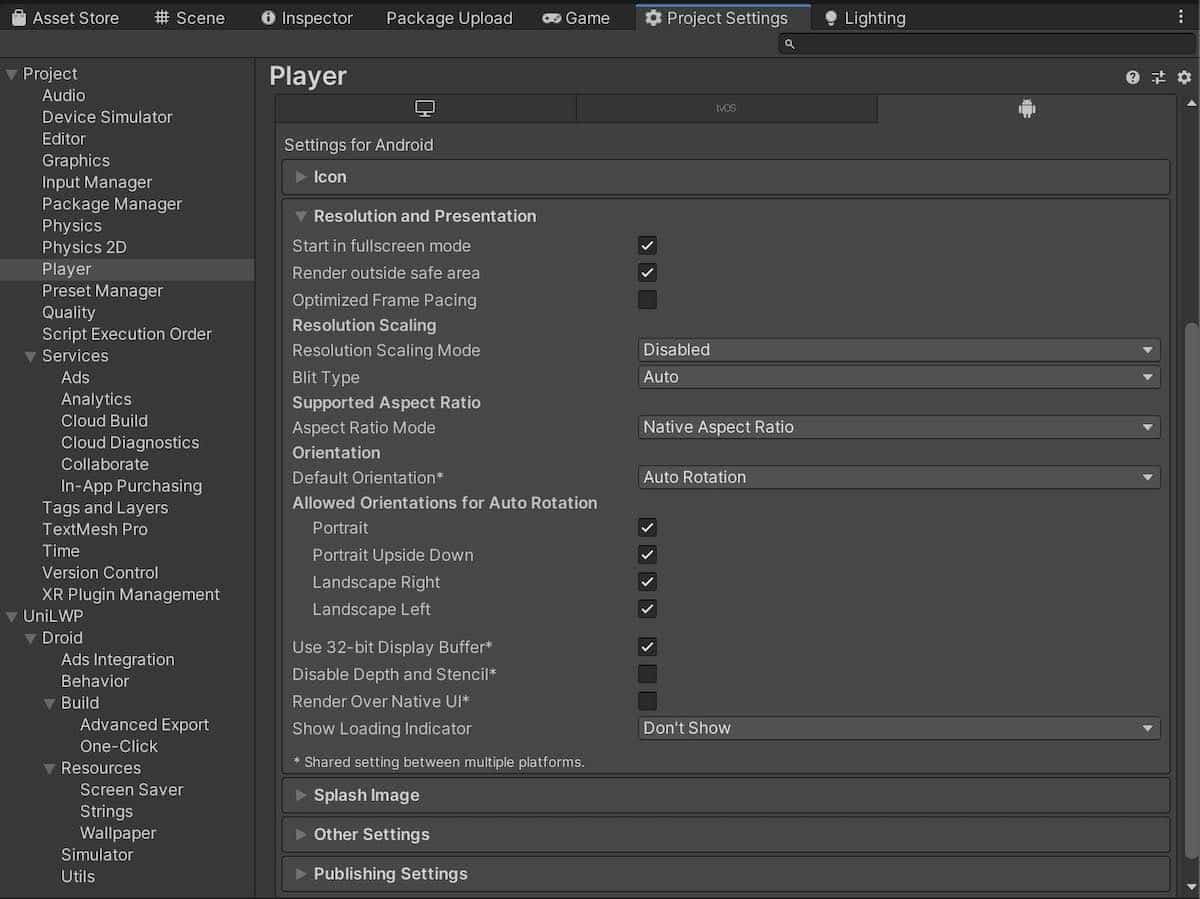 Asset Store Scene Inspector Package Upload Game Project Settings Lighting
Project
Audio
Device Simulator
Editor
Graphics
Input Manager
Package Manager
Physics
Physics 2D
Player
Preset Manager
Quality
Script Execution Order
Services
Ads
Analytics
Cloud Build
Cloud Diagnostics
Collaborate
In-App Purchasing
Tags and Layers
TextMesh Pro
Time
Version Control
XR Plugin Management
UniLWP
Droid
Ads Integration
Behavior
Build
Advanced Export
One-Click
Resources
Screen Saver
Strings
Wallpaper
Simulator
Utils
Player
tvOS
Settings for Android
Icon
Resolution and Presentation
Start in fullscreen mode
Render outside safe area
Optimized Frame Pacing
Resolution Scaling
Resolution Scaling Mode Disabled
Blit Type Auto
Supported Aspect Ratio
Aspect Ratio Mode Native Aspect Ratio
Orientation
Default Orientation* Auto Rotation
Allowed Orientations for Auto Rotation
Portrait
Portrait Upside Down
Landscape Right
Landscape Left
Use 32-bit Display Buffer*
Disable Depth and Stencil*
Render Over Native UI*
Show Loading Indicator Don't Show
* Shared setting between multiple platforms.
Splash Image
Other Settings
Publishing Settings